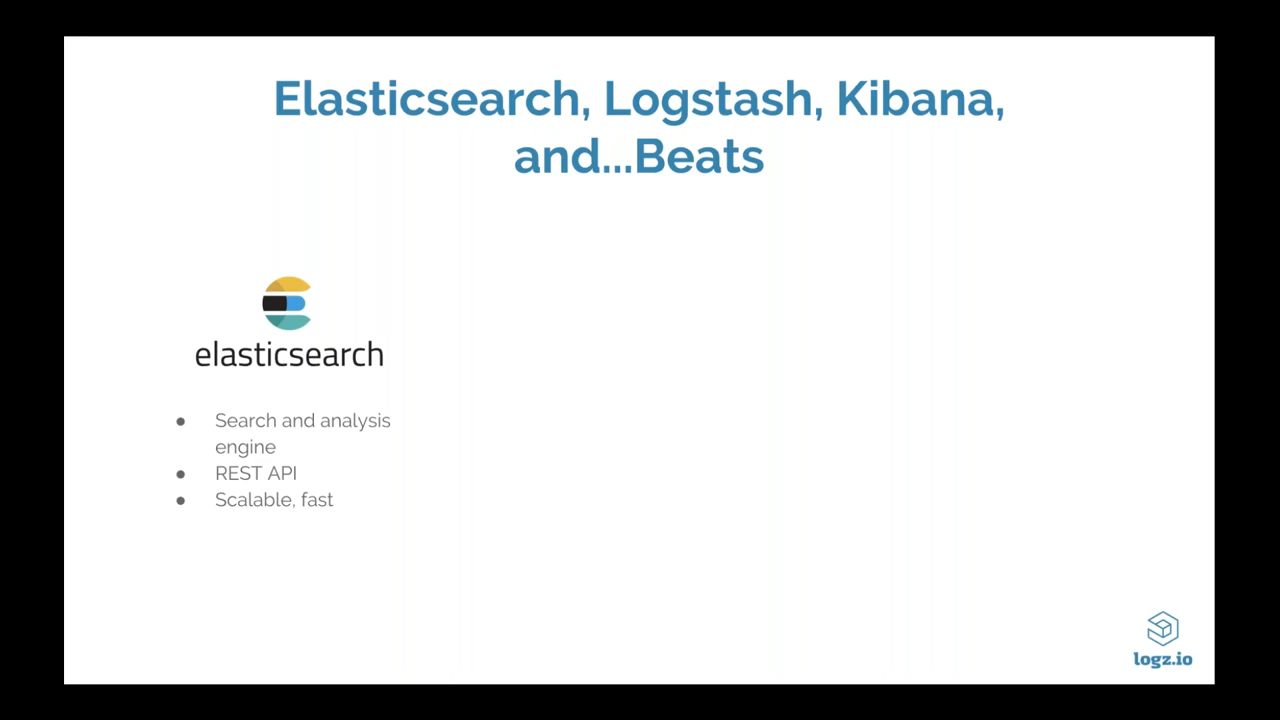 Elasticsearch, Logstash, Kibana,
and...Beats
elasticsearch
● Search and analysis
engine
● REST API
● Scalable, fast
logz.io